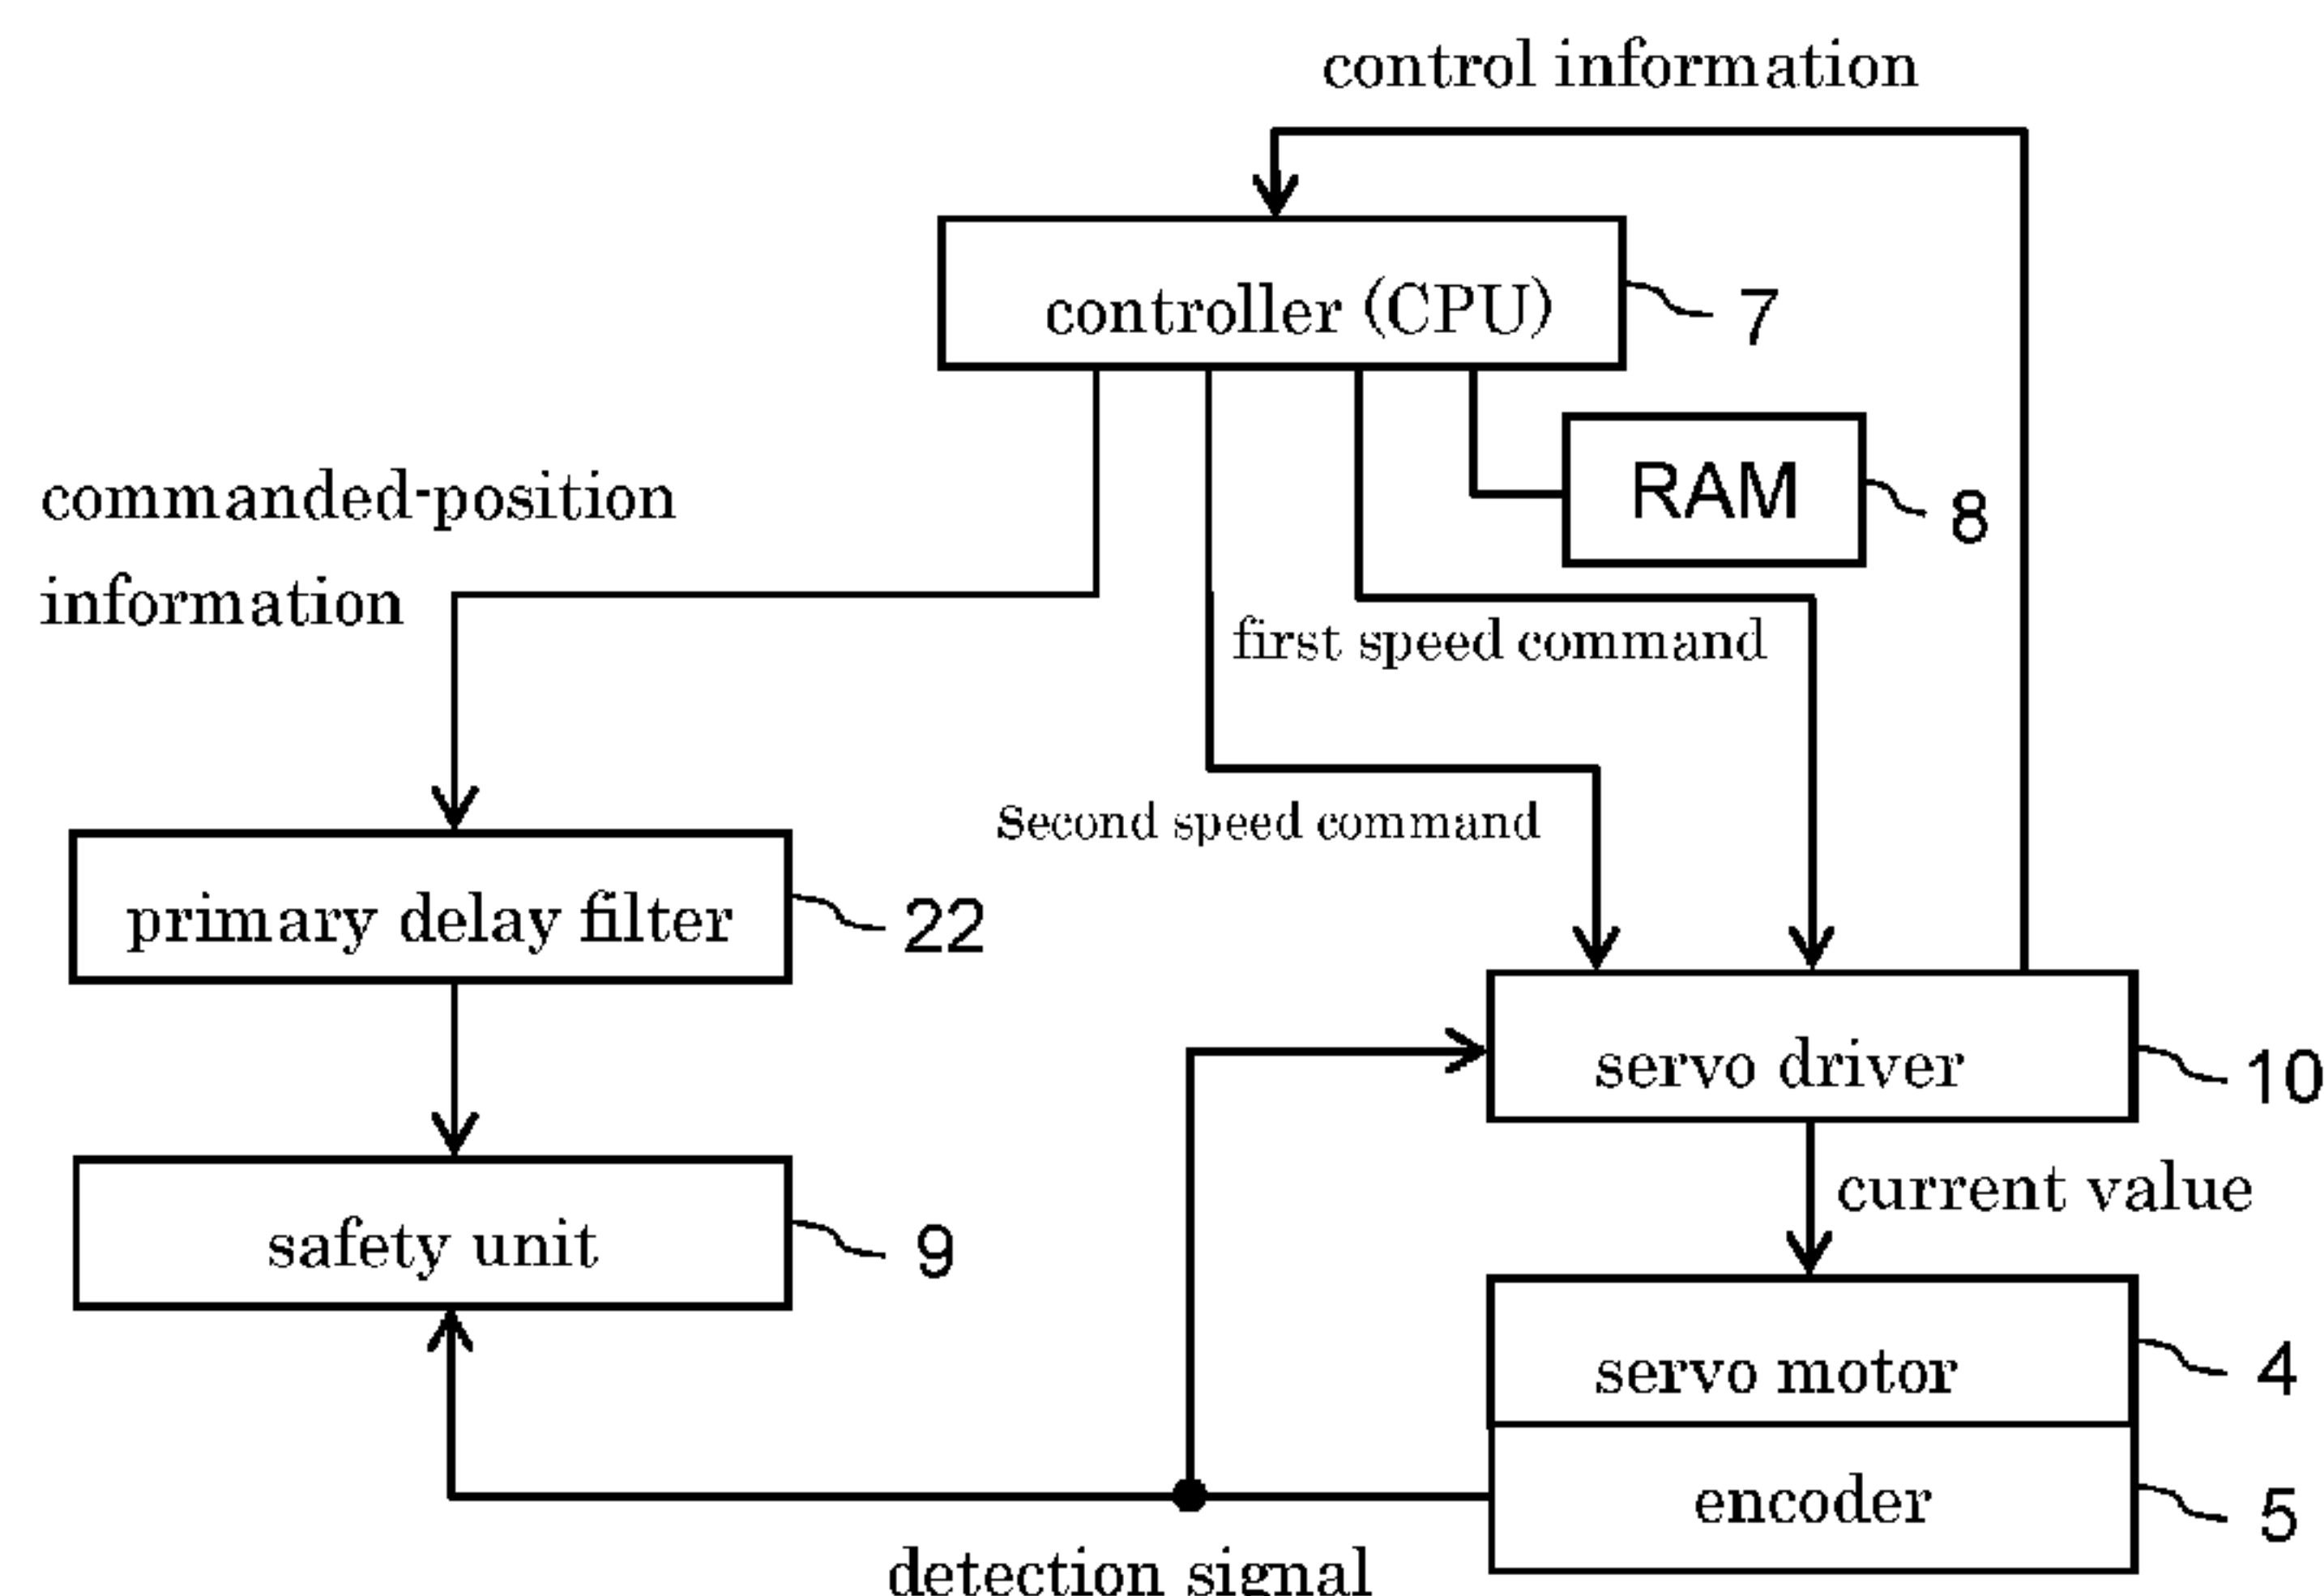 control information
controller (CPU)
7
RAM
8
commanded-position
information
first speed command
Second speed command
primary delay filter
22
servo driver
10
current value
safety unit
9
servo motor
4
encoder
5
detection signal